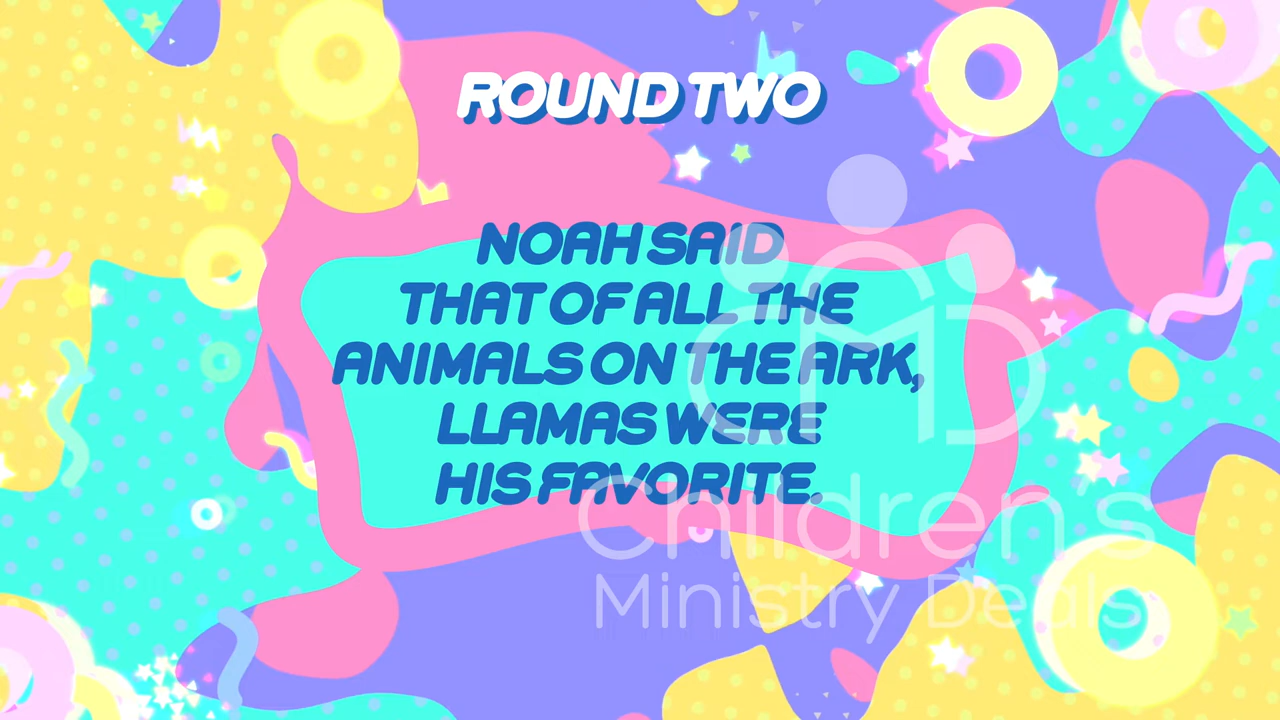 ROUND TWO
NOAH SAID
THAT OF ALL THE
ANIMALS ON THE ARK,
LLAMAS WERE
HIS FAVORITE.
CMD
Children's
Ministry Deals